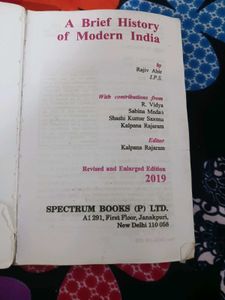 A Brief History
of Modern India
by
Rajiv Ahir
I.P.S.
With contributions from
R. Vidya
Sabina Madan
Shashi Kumar Saxena
Kalpana Rajaram
Editor
Kalpana Rajaram
Revised and Enlarged Edition
2019
SPECTRUM BOOKS (P) LTD.
A1 291, First Floor, Janakpuri,
New Delhi 110 058